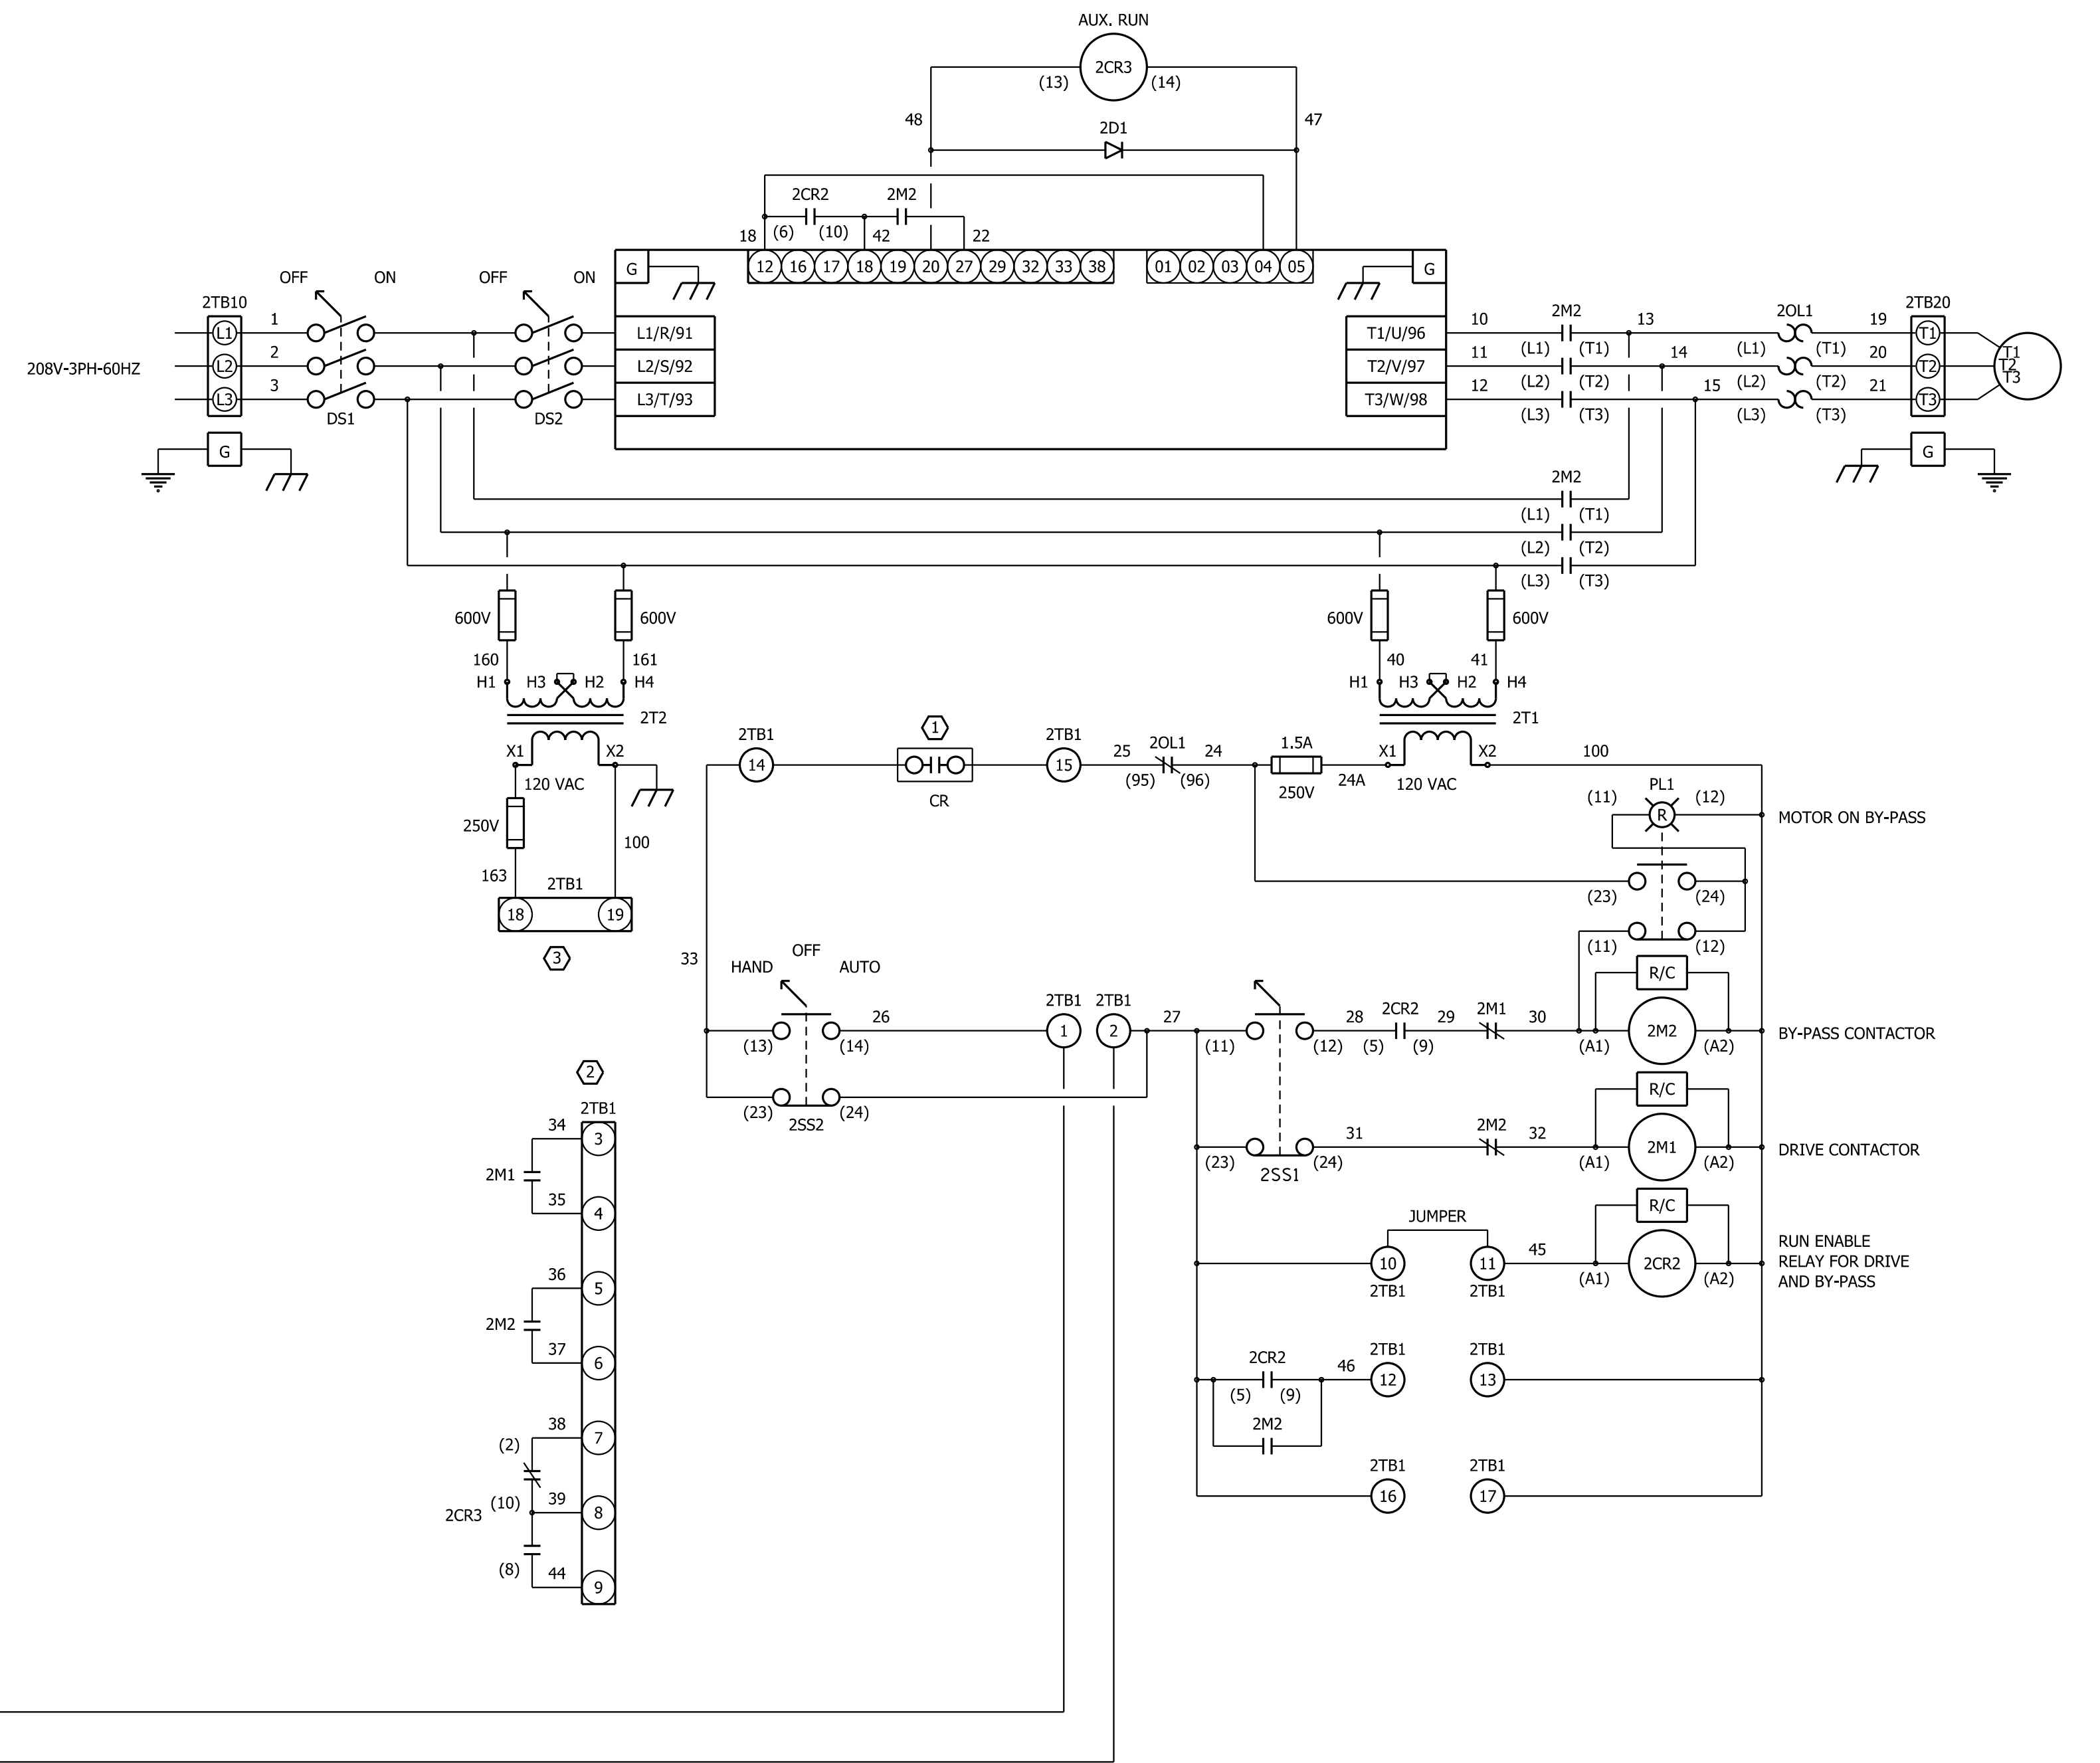 AUX. RUN
2CR3
(13)
(14)
48
47
2D1
2CR2
2M2
18
(6)
(10)
42
22
G
12
16
17
18
19
20
27
29
32
33
38
01
02
03
04
05
G
OFF
ON
OFF
ON
2TB10
208V-3PH-60HZ
L1
L2
L3
1
2
3
DS1
DS2
G
L1/R/91
L2/S/92
L3/T/93
T1/U/96
T2/V/97
T3/W/98
10
11
12
2M2
(L1)
(T1)
(L2)
(T2)
(L3)
(T3)
13
14
15
2OL1
(L1)
(T1)
(L2)
(T2)
(L3)
(T3)
19
20
21
2TB20
T1
T2
T3
T1
T2
T3
G
2M2
(L1)
(T1)
(L2)
(T2)
(L3)
(T3)
600V
600V
160
161
H1
H3
H2
H4
2T2
X1
X2
120 VAC
250V
100
163
2TB1
18
19
3
600V
600V
40
41
H1
H3
H2
H4
2T1
2TB1
14
1
CR
2TB1
15
25
2OL1
24
(95)
(96)
1.5A
250V
24A
X1
X2
120 VAC
100
PL1
(11)
(12)
R
MOTOR ON BY-PASS
(23)
(24)
(11)
(12)
33
HAND
OFF
AUTO
26
(13)
(14)
(23)
(24)
2SS2
2TB1
2TB1
1
2
27
(11)
(12)
28
2CR2
29
2M1
30
(5)
(9)
R/C
2M2
(A1)
(A2)
BY-PASS CONTACTOR
(23)
(24)
2SS1
31
2M2
32
R/C
2M1
(A1)
(A2)
DRIVE CONTACTOR
JUMPER
10
11
2TB1
2TB1
45
R/C
2CR2
(A1)
(A2)
RUN ENABLE
RELAY FOR DRIVE
AND BY-PASS
2CR2
46
(5)
(9)
2M2
2TB1
2TB1
12
13
2TB1
2TB1
16
17
2
2TB1
34
3
2M1
35
4
36
5
2M2
37
6
38
7
(2)
(10)
39
8
2CR3
(8)
44
9